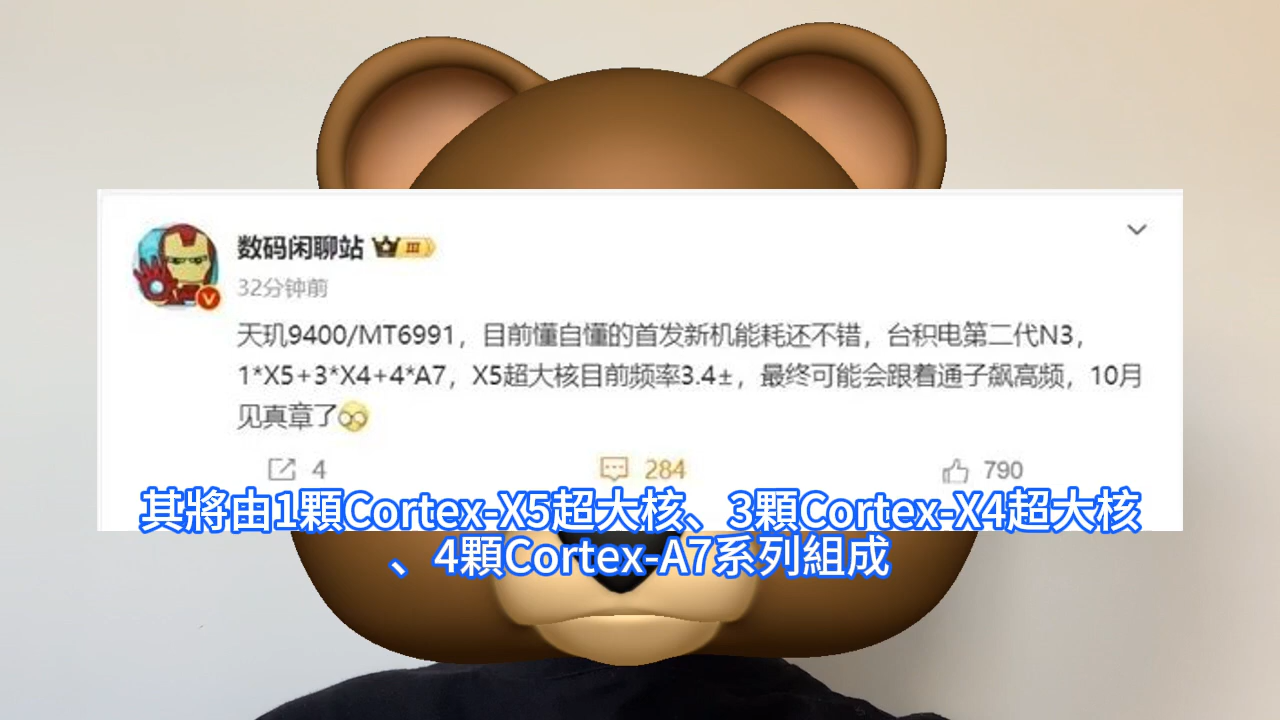 数码闲聊站 III
32分钟前
天玑9400/MT6991，目前懂自懂的首发新机能耗还不错，台积电第二代N3，
1*X5+3*X4+4*A7，X5超大核目前频率3.4±，最终可能会跟着通子飙高频，10月
见真章了
4 284 790
其將由1顆Cortex-X5超大核、3顆Cortex-X4超大核
、4顆Cortex-A7系列組成